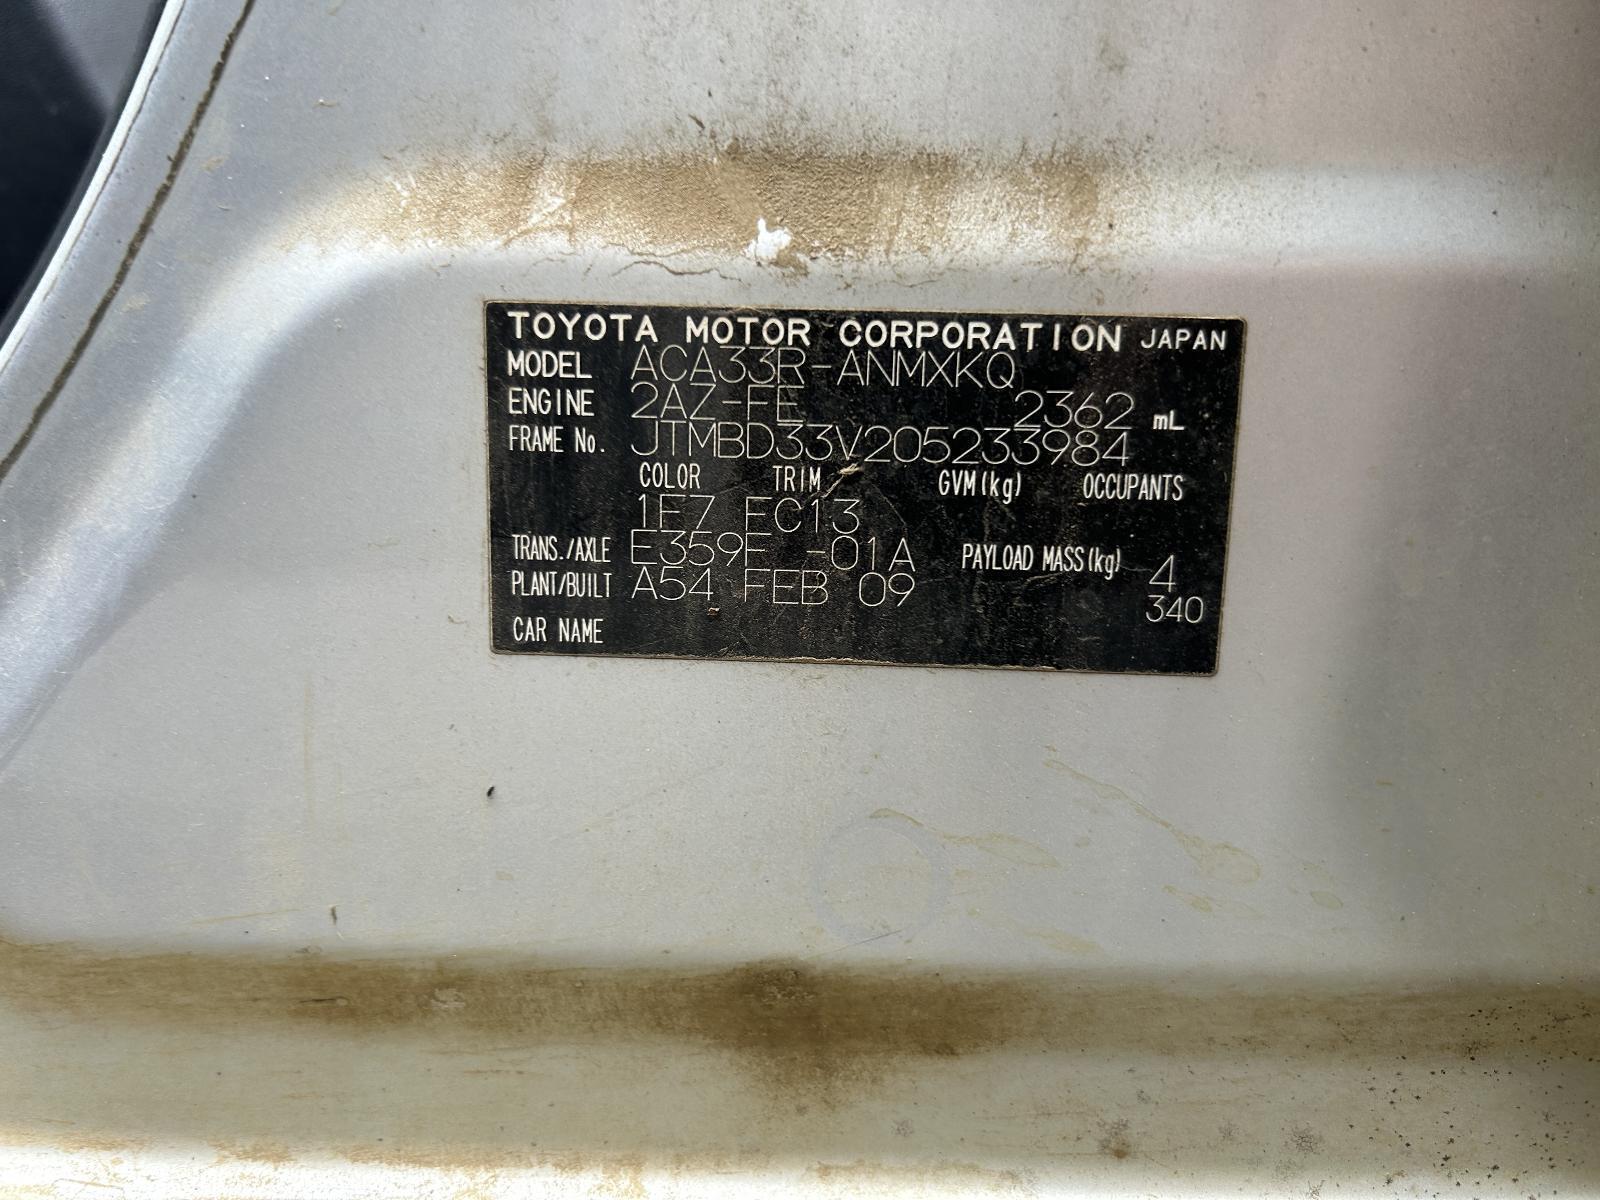 TOYOTA MOTOR CORPORATION JAPAN
MODEL ACA33R-ANMXKQ
ENGINE 2AZ-FE 2362 mL
FRAME No. JTMBD33V205233984
COLOR TRIM GVM(kg) OCCUPANTS
1F7 FC13
TRANS./AXLE E359F -01A PAYLOAD MASS(kg) 4
PLANT/BUILT A54 FEB 09 340
CAR NAME